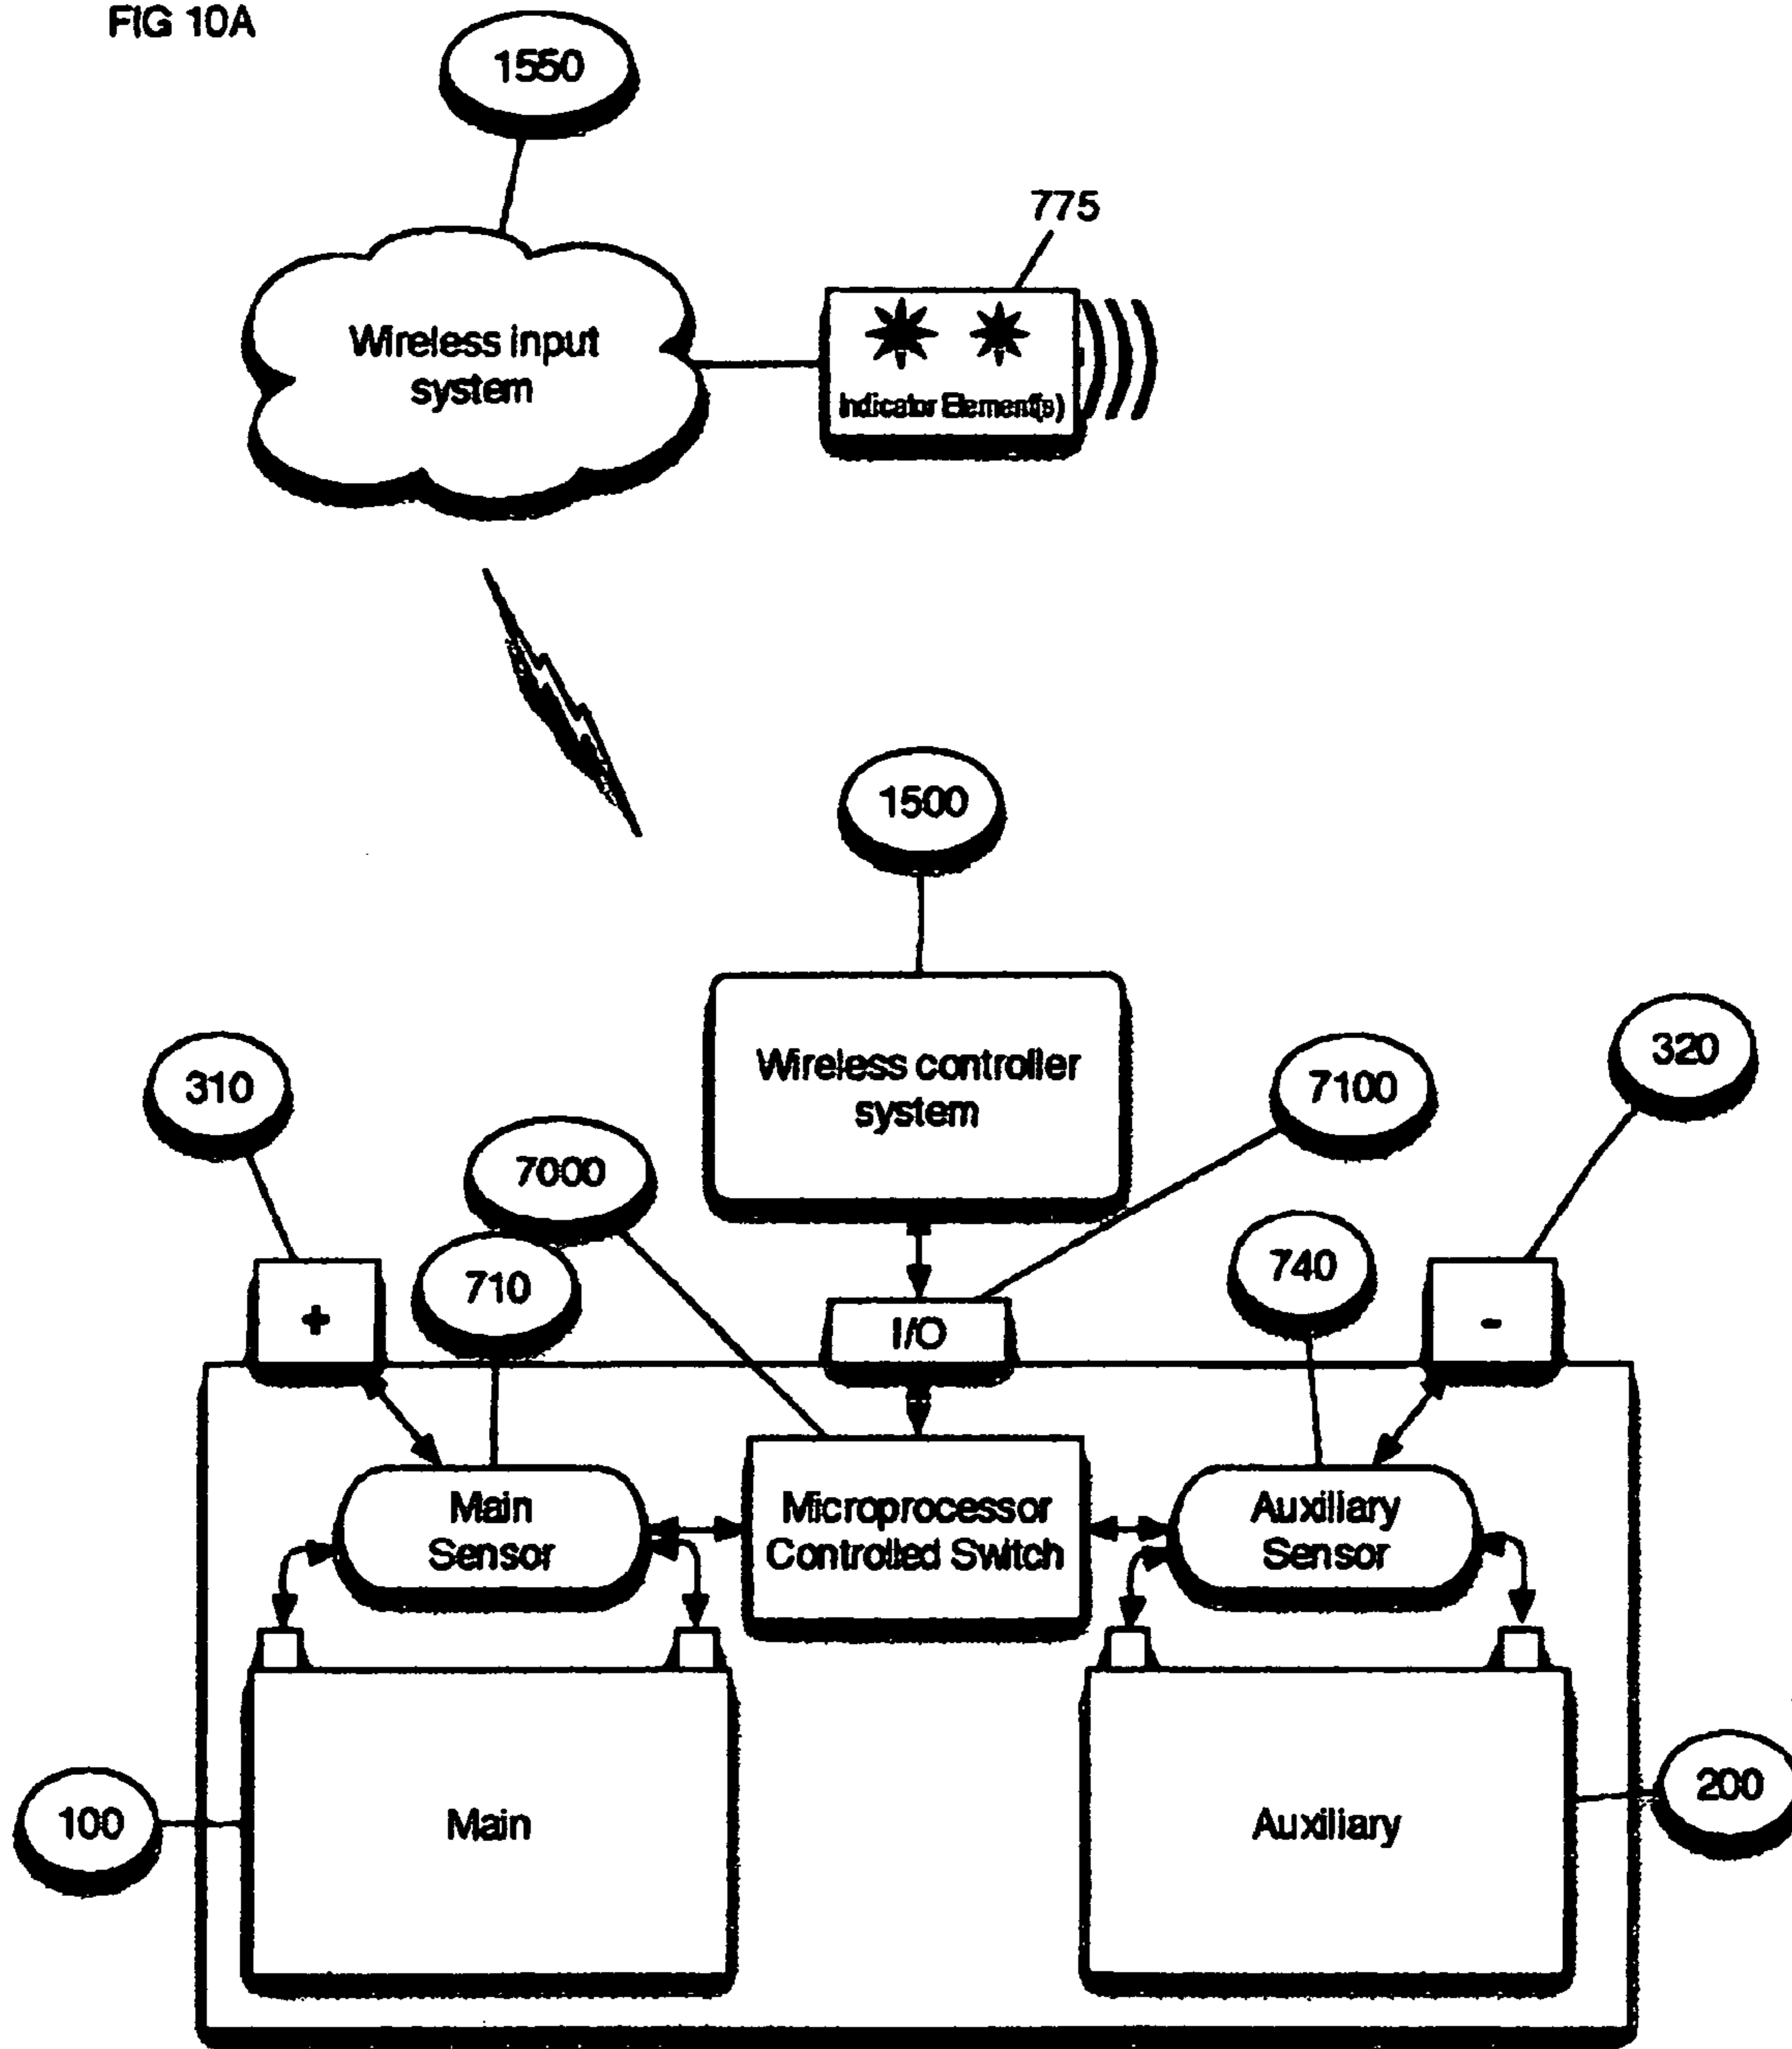 FIG 10A
1550
775
Wireless input
system
Indicator Element(s)
1500
310
Wireless controller
system
7100
320
7000
710
740
+
I/O
-
Main
Sensor
Microprocessor
Controlled Switch
Auxiliary
Sensor
100
Main
Auxiliary
200